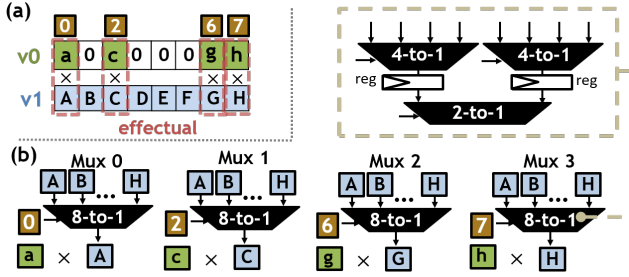 (a)
0 2 6 7
v0 a 0 c 0 0 0 g h
× × × ×
v1 A B C D E F G H
effectual
4-to-1 4-to-1
reg reg
2-to-1
(b)
Mux 0 Mux 1 Mux 2 Mux 3
A B ... H A B ... H A B ... H A B ... H
0 8-to-1 2 8-to-1 6 8-to-1 7 8-to-1
a × A c × C g × G h × H